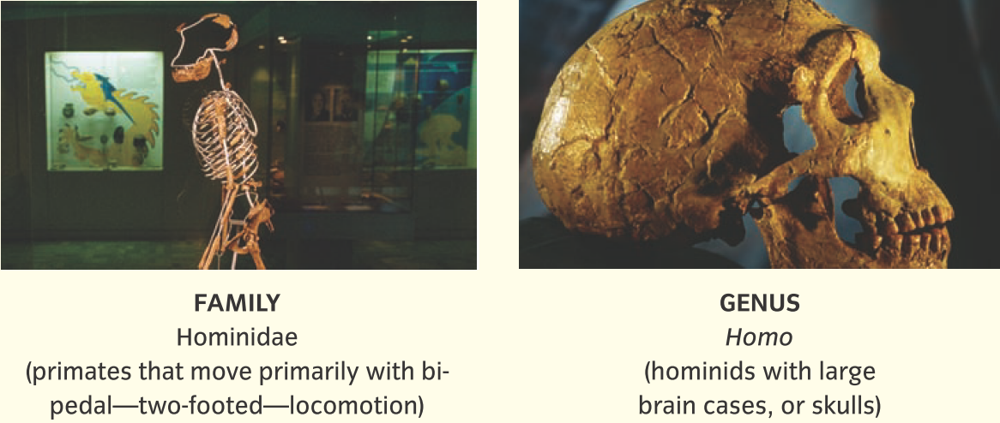 FAMILY
Hominidae
(primates that move primarily with bi-
pedal—two-footed—locomotion)
GENUS
Homo
(hominids with large
brain cases, or skulls)